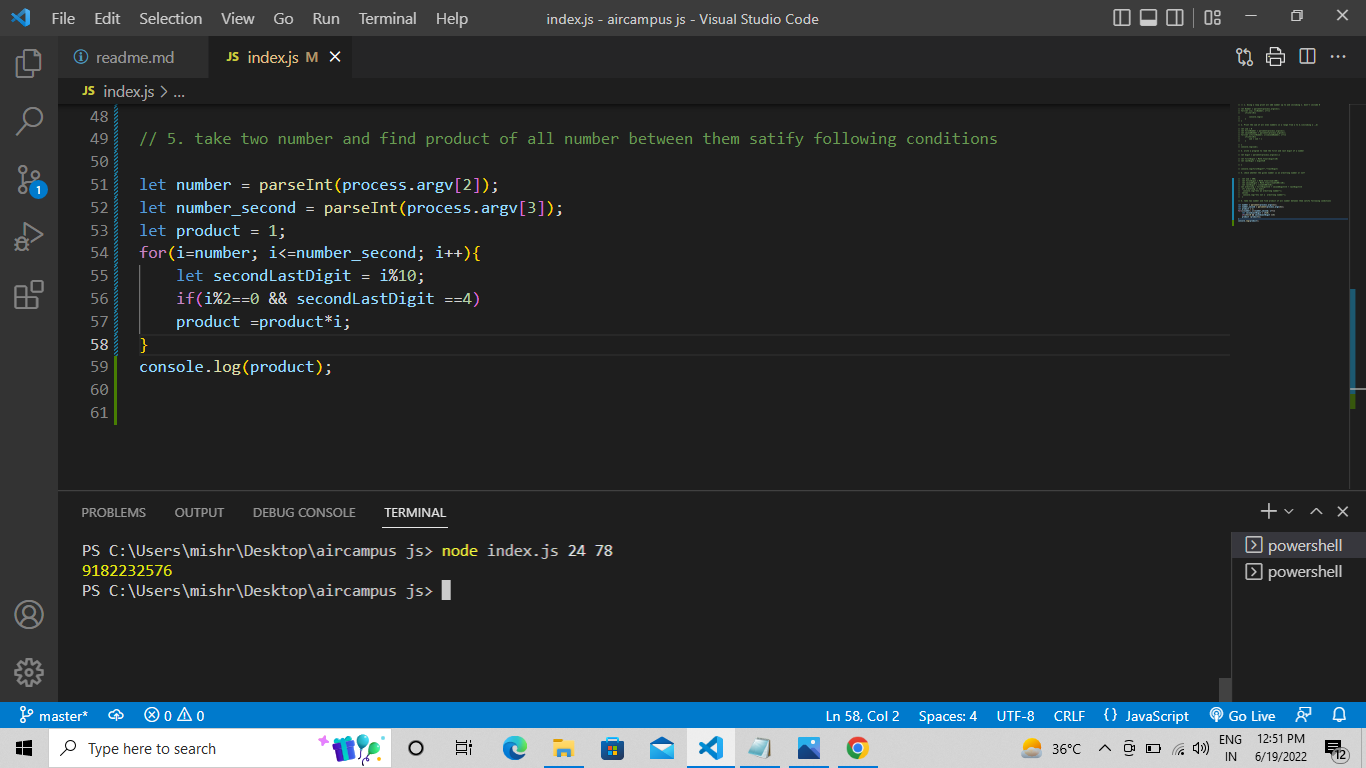 File Edit Selection View Go Run Terminal Help index.js - aircampus js - Visual Studio Code
readme.md JS index.js M
JS index.js > ...
48
49 // 5. take two number and find product of all number between them satify following conditions
50
51 let number = parseInt(process.argv[2]);
52 let number_second = parseInt(process.argv[3]);
53 let product = 1;
54 for(i=number; i<=number_second; i++){
55 let secondLastDigit = i%10;
56 if(i%2==0 && secondLastDigit ==4)
57 product =product*i;
58 }
59 console.log(product);
60
61
1
PROBLEMS OUTPUT DEBUG CONSOLE TERMINAL
PS C:\Users\mishr\Desktop\aircampus js> node index.js 24 78
9182232576
PS C:\Users\mishr\Desktop\aircampus js>
powershell
powershell
master* 0 0 Ln 58, Col 2 Spaces: 4 UTF-8 CRLF {} JavaScript Go Live
Type here to search 36°C ENG IN 12:51 PM 6/19/2022 12